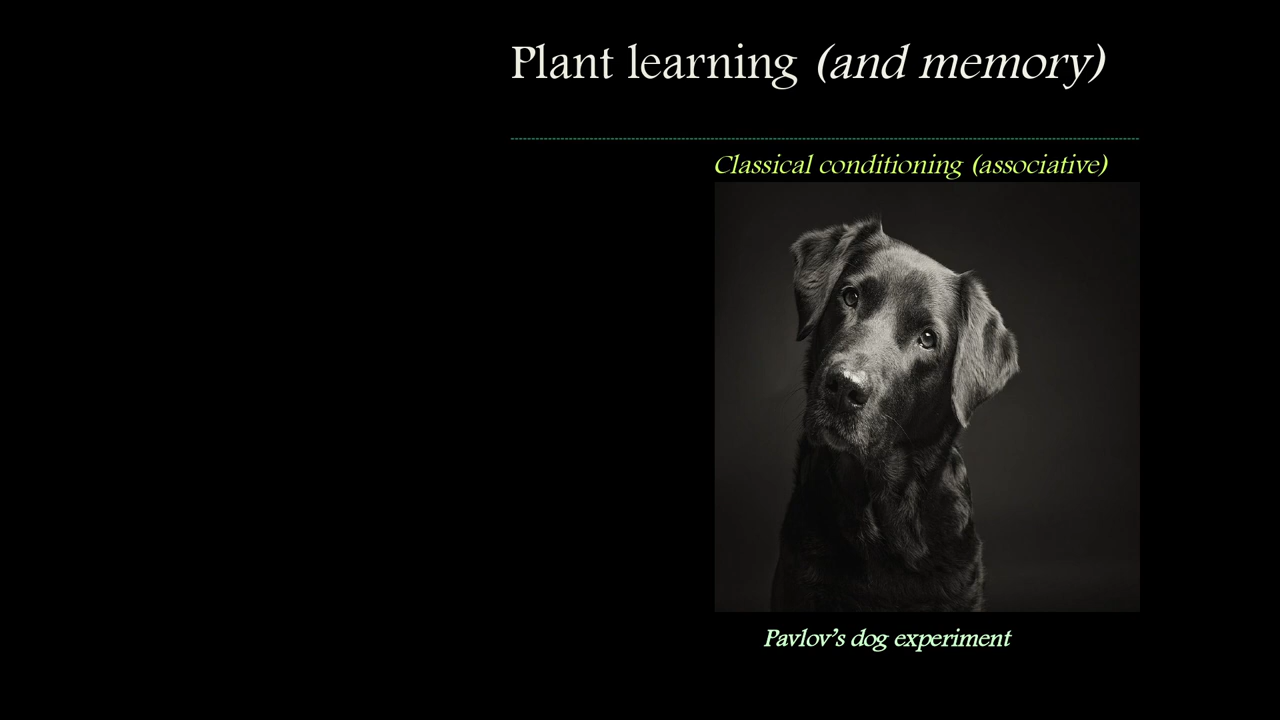 Plant learning (and memory)
Classical conditioning (associative)
Pavlov’s dog experiment